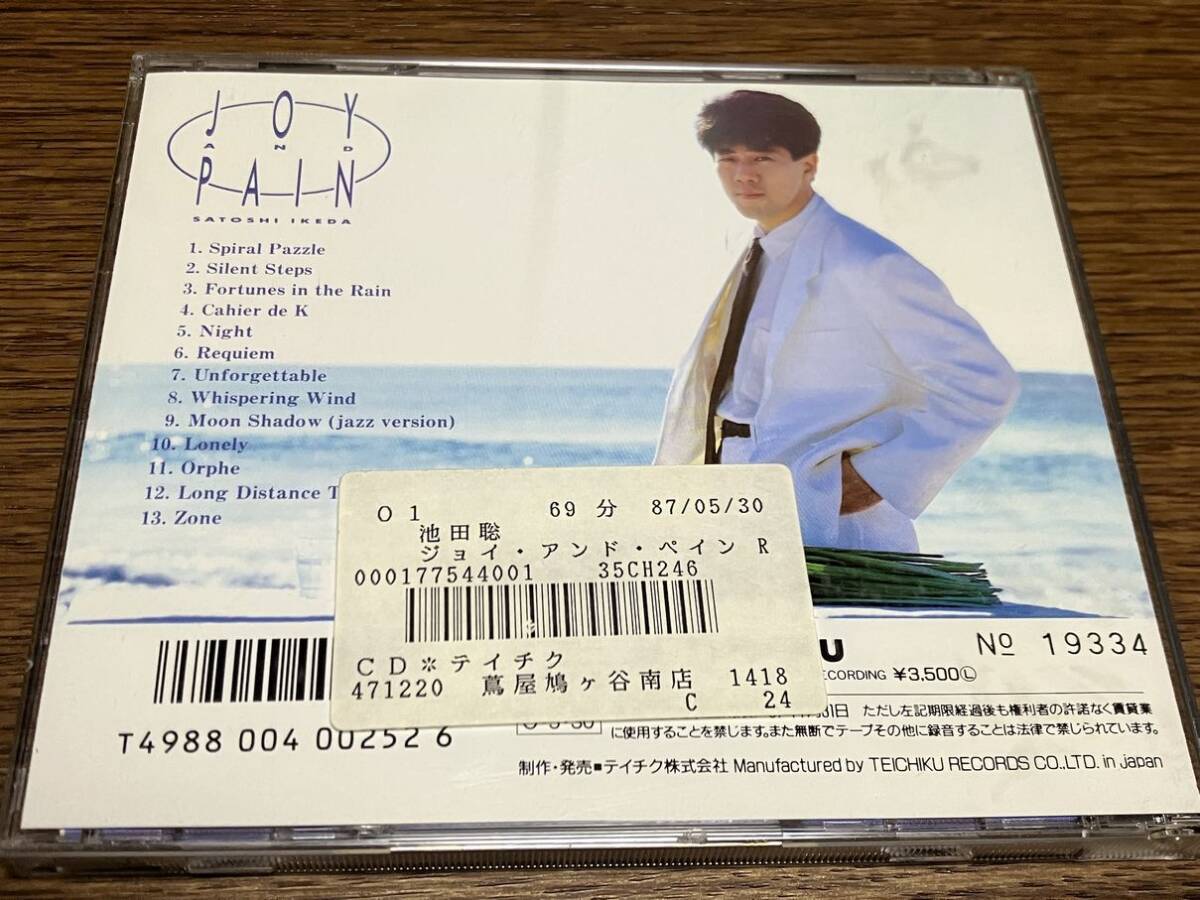 JOY
AND
PAIN
SATOSHI IKEDA
1. Spiral Pazzle
2. Silent Steps
3. Fortunes in the Rain
4. Cahier de K
5. Night
6. Requiem
7. Unforgettable
8. Whispering Wind
9. Moon Shadow (jazz version)
10. Lonely
11. Orphe
12. Long Distance T
13. Zone
O1 69分 87/05/30
池田聡
ジョイ・アンド・ペイン R
000177544001 35CH246
CD*テイチク
471220 蔦屋鳩ヶ谷南店 1418
C 24
T4988 004 00252 6
U
№ 19334
ECORDING ¥3,500Ⓛ
31日 ただし左記期限経過後も権利者の許諾なく賃貸業
に使用することを禁じます。また無断でテープその他に録音することは法律で禁じられています。
制作・発売■テイチク株式会社 Manufactured by TEICHIKU RECORDS CO.,LTD. in Japan